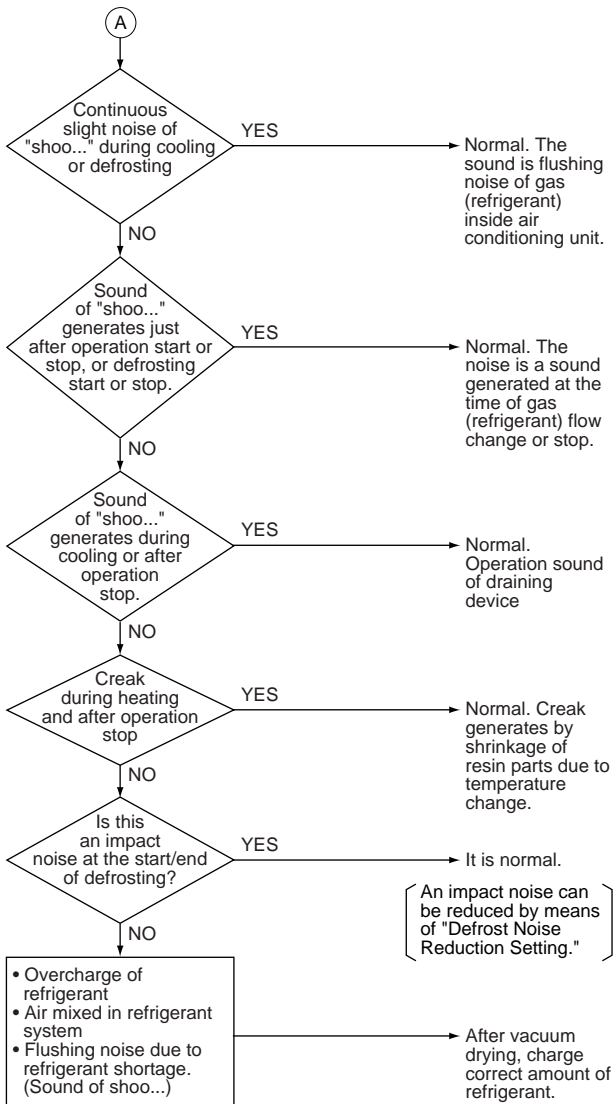 A
Continuous
slight noise of
"shoo..." during cooling
or defrosting
YES
Normal. The
sound is flushing
noise of gas
(refrigerant)
inside air
conditioning unit.
NO
Sound
of "shoo..."
generates just
after operation start or
stop, or defrosting
start or stop.
YES
Normal. The
noise is a sound
generated at the
time of gas
(refrigerant) flow
change or stop.
NO
Sound
of "shoo..."
generates during
cooling or after
operation
stop.
YES
Normal.
Operation sound
of draining
device
NO
Creak
during heating
and after operation
stop
YES
Normal. Creak
generates by
shrinkage of
resin parts due to
temperature
change.
NO
Is this
an impact
noise at the start/end
of defrosting?
YES
It is normal.
An impact noise can
be reduced by means
of "Defrost Noise
Reduction Setting."
NO
• Overcharge of
refrigerant
• Air mixed in refrigerant
system
• Flushing noise due to
refrigerant shortage.
(Sound of shoo...)
After vacuum
drying, charge
correct amount of
refrigerant.